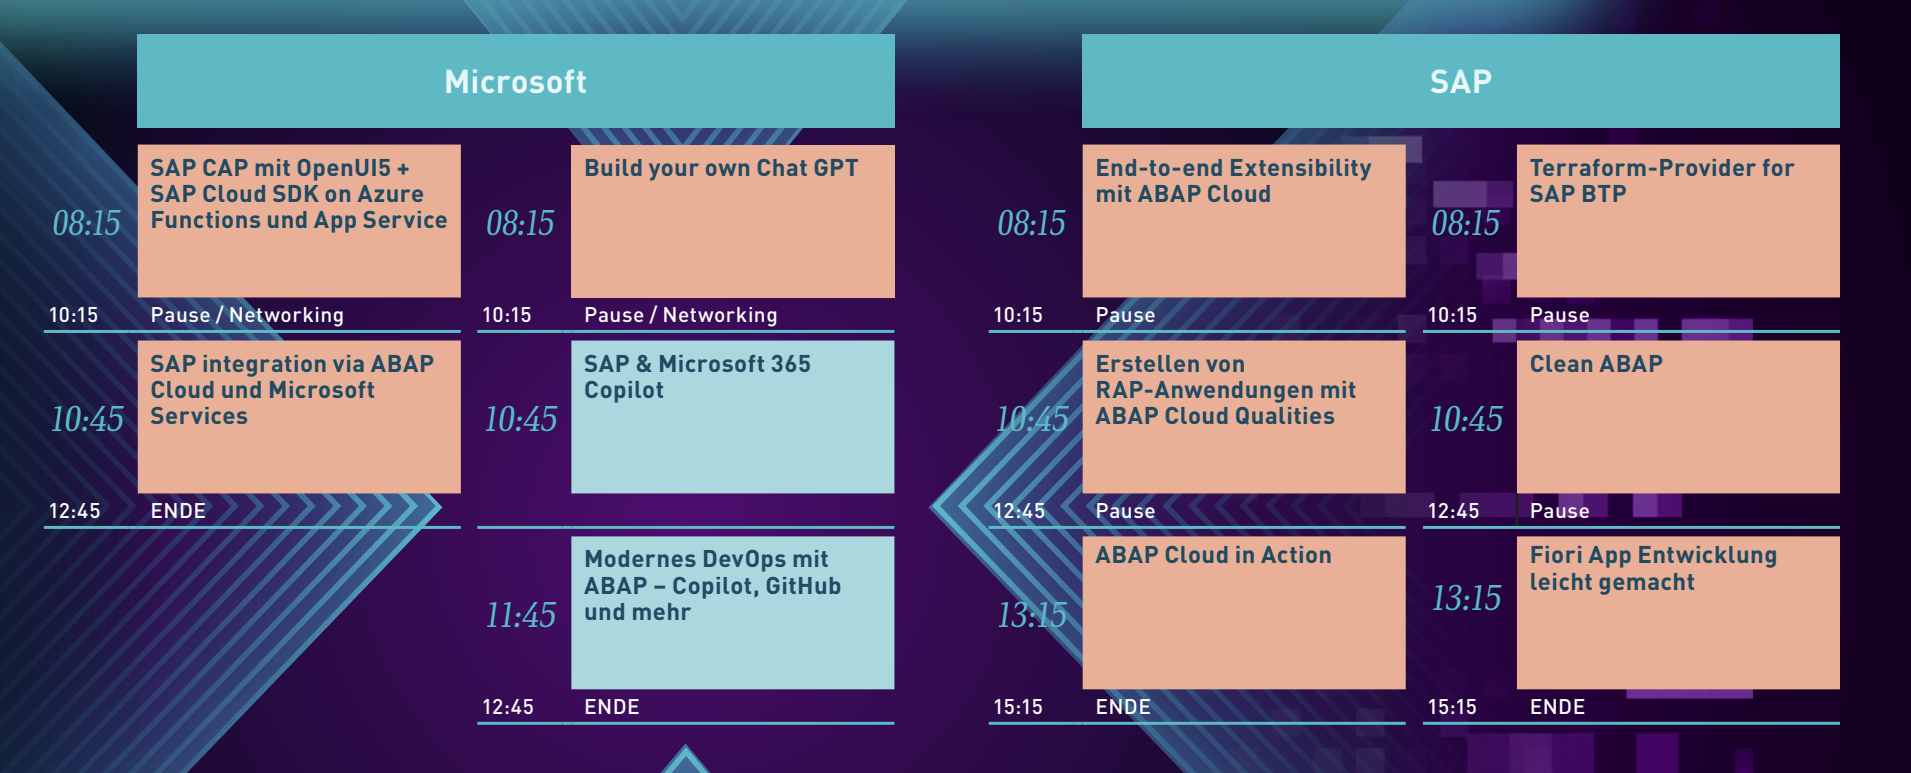 Microsoft
SAP CAP mit OpenUI5 +
SAP Cloud SDK on Azure
Functions und App Service
08:15
10:15 Pause / Networking
SAP integration via ABAP
Cloud und Microsoft
Services
10:45
12:45 ENDE
Build your own Chat GPT
08:15
10:15 Pause / Networking
SAP & Microsoft 365
Copilot
10:45
Modernes DevOps mit
ABAP – Copilot, GitHub
und mehr
11:45
12:45 ENDE
SAP
End-to-end Extensibility
mit ABAP Cloud
08:15
10:15 Pause
Erstellen von
RAP-Anwendungen mit
ABAP Cloud Qualities
10:45
12:45 Pause
ABAP Cloud in Action
13:15
15:15 ENDE
Terraform-Provider for
SAP BTP
08:15
10:15 Pause
Clean ABAP
10:45
12:45 Pause
Fiori App Entwicklung
leicht gemacht
13:15
15:15 ENDE